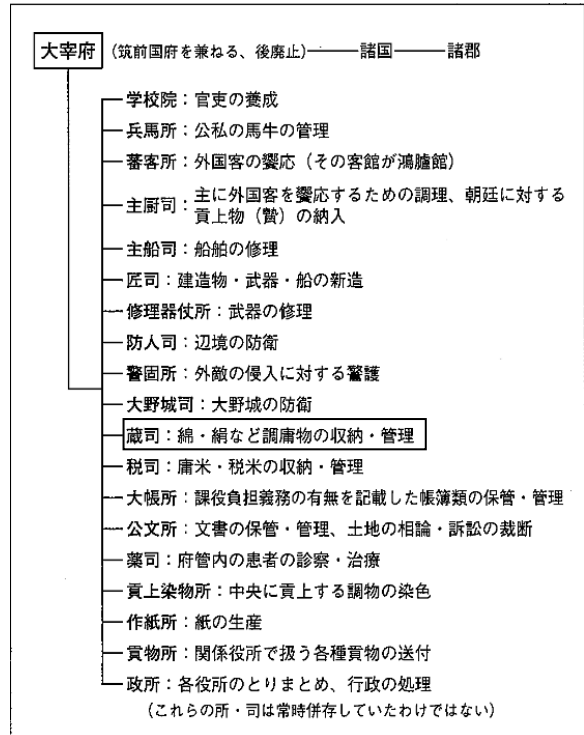 大宰府 (筑前国府を兼ねる、後廃止)───諸国───諸郡
学校院：官吏の養成
兵馬所：公私の馬牛の管理
蕃客所：外国客の饗応（その客館が鴻臚館）
主厨司：主に外国客を饗応するための調理、朝廷に対する
貢上物（贄）の納入
主船司：船舶の修理
匠司：建造物・武器・船の新造
修理器仗所：武器の修理
防人司：辺境の防衛
警固所：外敵の侵入に対する警護
大野城司：大野城の防衛
蔵司：綿・絹など調庸物の収納・管理
税司：庸米・税米の収納・管理
大帳所：課役負担義務の有無を記載した帳簿類の保管・管理
公文所：文書の保管・管理、土地の相論・訴訟の裁断
薬司：府管内の患者の診察・治療
貢上染物所：中央に貢上する調物の染色
作紙所：紙の生産
貢物所：関係役所で扱う各種貢物の送付
政所：各役所のとりまとめ、行政の処理
（これらの所・司は常時併存していたわけではない）